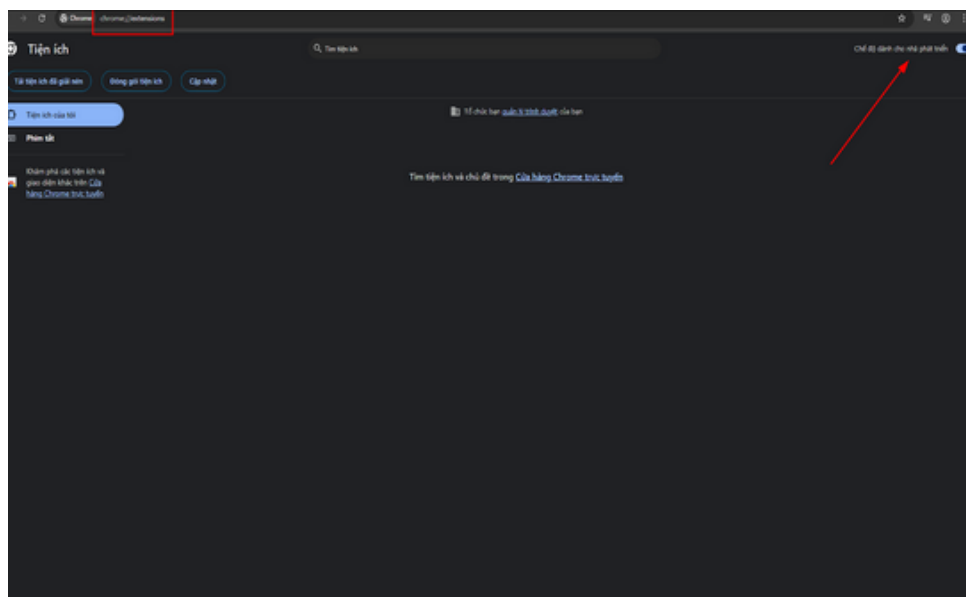 Chrome chrome://extensions
Tiện ích
Tìm tiện ích
Chế độ dành cho nhà phát triển
Tải tiện ích đã giải nén
Đóng gói tiện ích
Cập nhật
Tiện ích của tôi
Tổ chức bạn quản lý trình duyệt của bạn
Phím tắt
Khám phá các tiện ích và
giao diện khác trên Cửa
hàng Chrome trực tuyến
Tìm tiện ích và chủ đề trong Cửa hàng Chrome trực tuyến